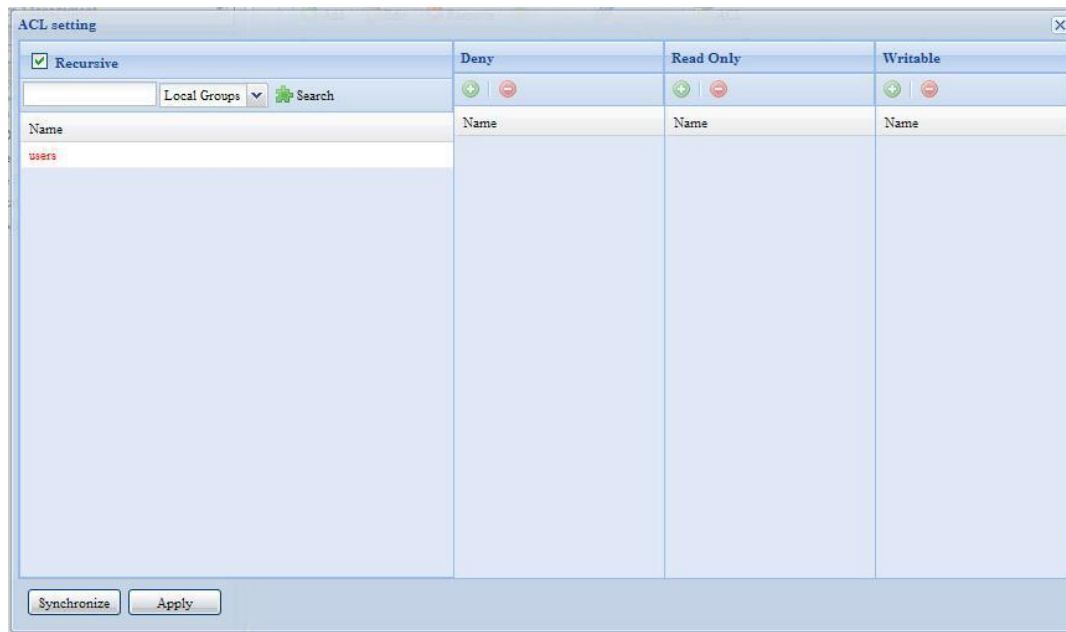 ACL setting
Recursive
Deny
Read Only
Writable
Local Groups
Search
Name
Name
Name
Name
users
Synchronize
Apply